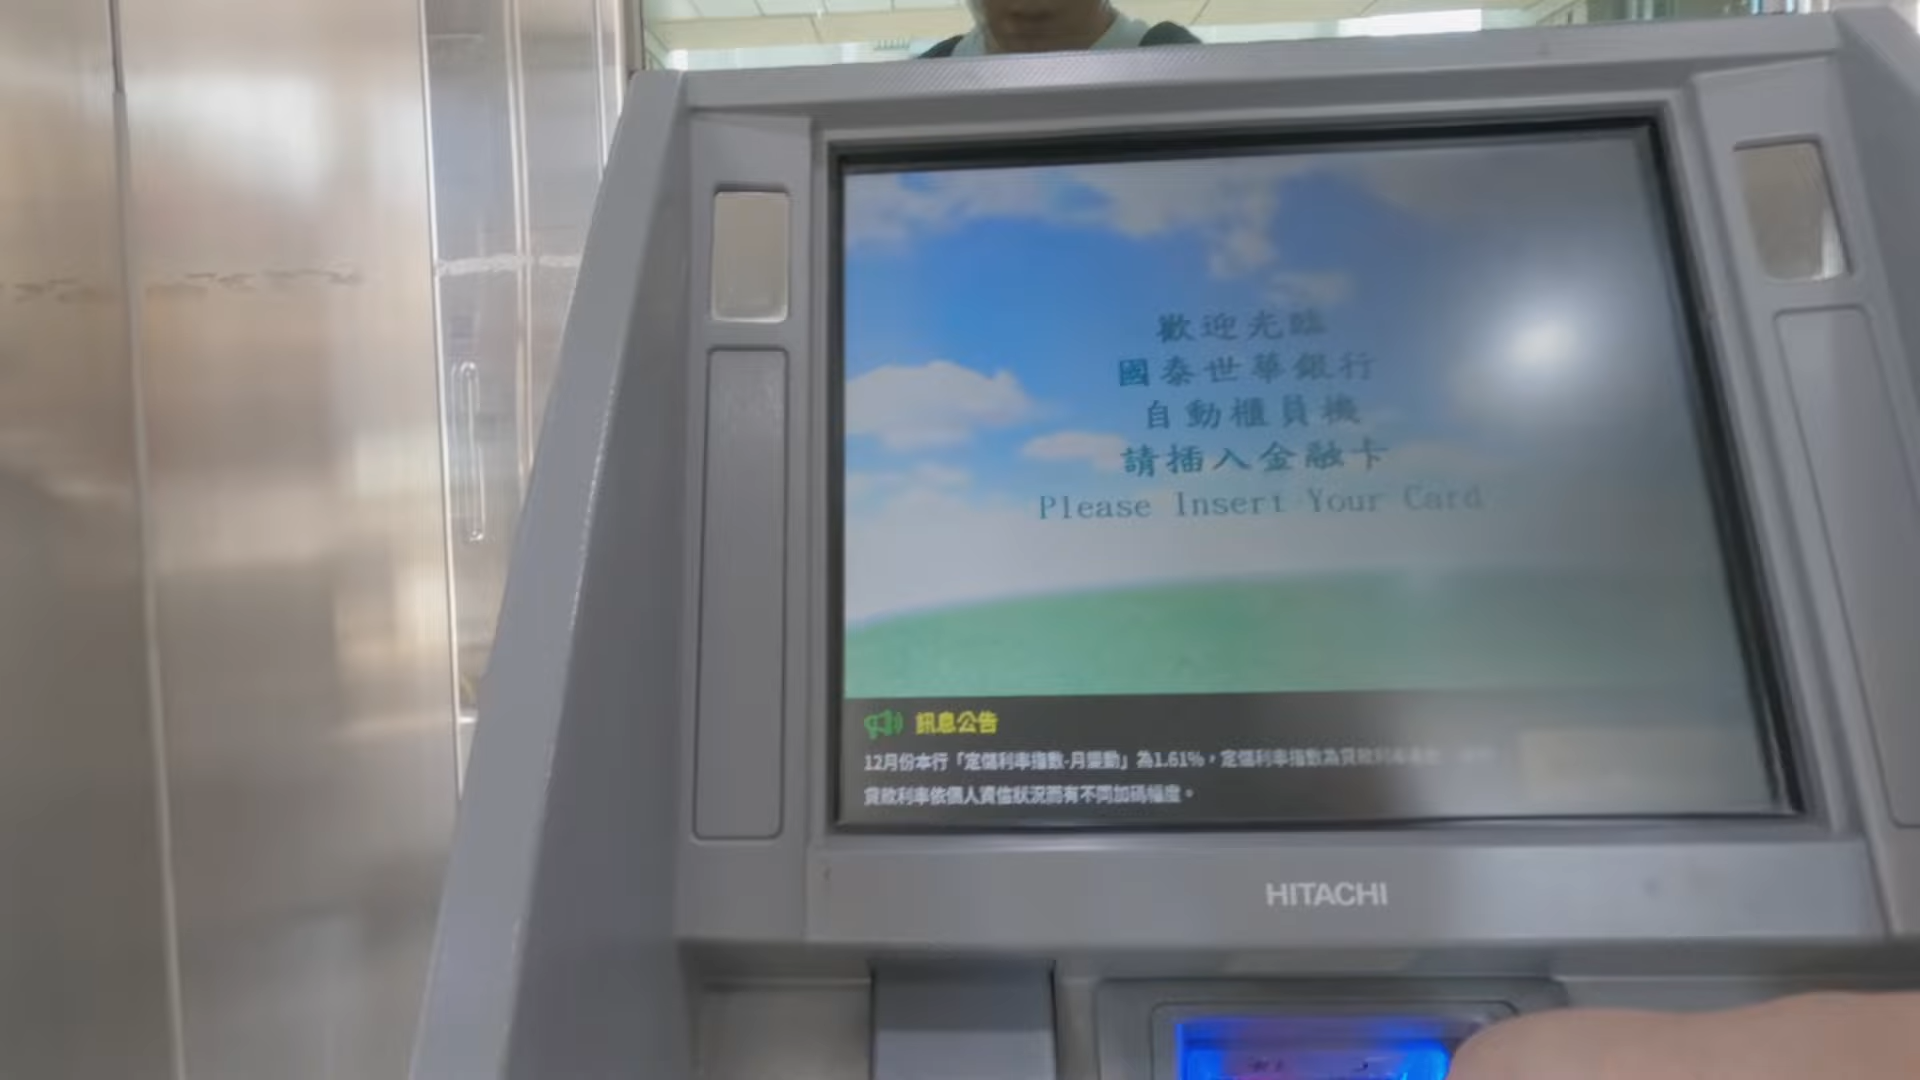 歡迎光臨
國泰世華銀行
自動櫃員機
請插入金融卡
Please Insert Your Card
訊息公告
12月份本行「定儲利率指數-月變動」為1.61%，定儲利率指數為貸款利率
貸款利率依個人資信狀況而有不同加碼幅度。
HITACHI